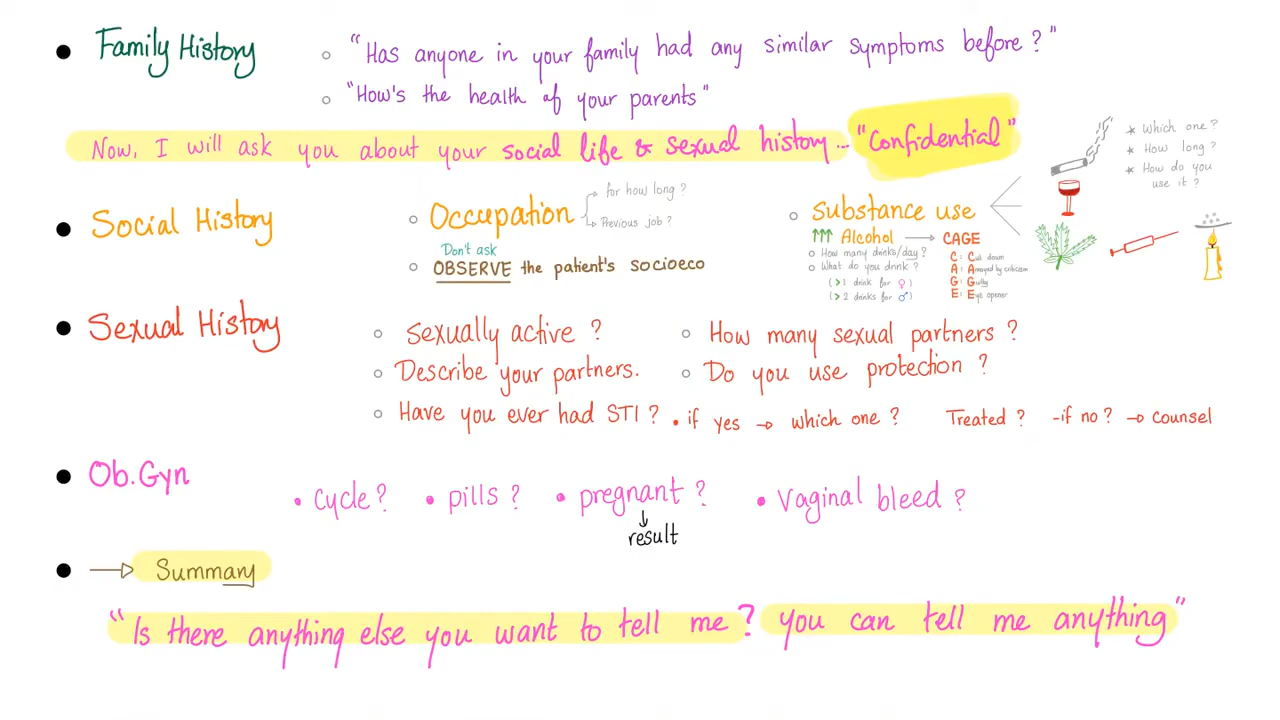 Family History
"Has anyone in your family had any similar symptoms before?"
"How's the health of your parents"
Now, I will ask you about your social life & sexual history... "Confidential"
★ Which one?
★ How long?
★ How do you
use it?
Social History
Occupation
for how long?
Previous job?
Don't ask
OBSERVE the patient's socioeco
Substance use
↑↑↑ Alcohol → CAGE
How many drinks/day?
What do you drink?
(>1 drink for ♀)
(>2 drinks for ♂)
C: Cut down
A: Annoyed by criticism
G: Guilty
E: Eye opener
Sexual History
Sexually active?
How many sexual partners?
Describe your partners.
Do you use protection?
Have you ever had STI? • if yes → which one? Treated? -if no? → counsel
Ob.Gyn
• Cycle? • pills? • pregnant? • Vaginal bleed?
↓
result
→ Summary
"Is there anything else you want to tell me? you can tell me anything"